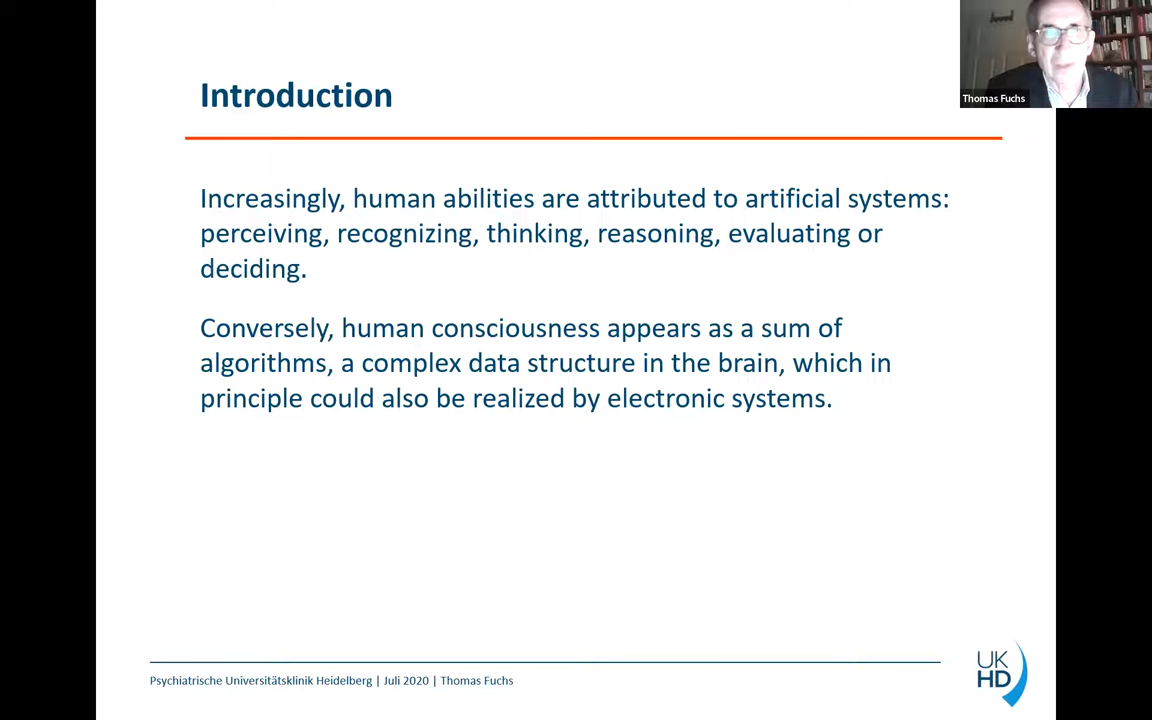 Thomas Fuchs
Introduction
Increasingly, human abilities are attributed to artificial systems:
perceiving, recognizing, thinking, reasoning, evaluating or
deciding.
Conversely, human consciousness appears as a sum of
algorithms, a complex data structure in the brain, which in
principle could also be realized by electronic systems.
Psychiatrische Universitätsklinik Heidelberg | Juli 2020 | Thomas Fuchs
UK
HD